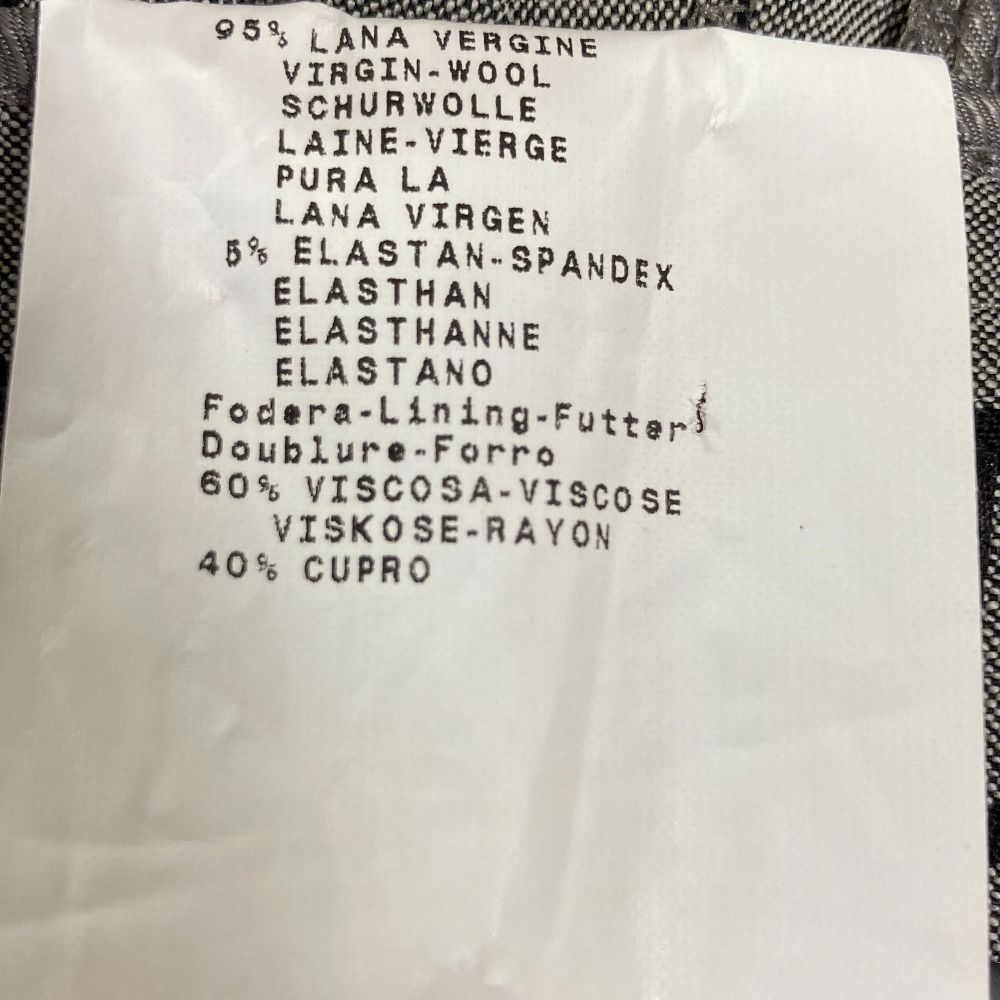 95% LANA VERGINE
VIRGIN-WOOL
SCHURWOLLE
LAINE-VIERGE
PURA LA
LANA VIRGEN
5% ELASTAN-SPANDEX
ELASTHAN
ELASTHANNE
ELASTANO
Fodera-Lining-Futter
Doublure-Forro
60% VISCOSA-VISCOSE
VISKOSE-RAYON
40% CUPRO